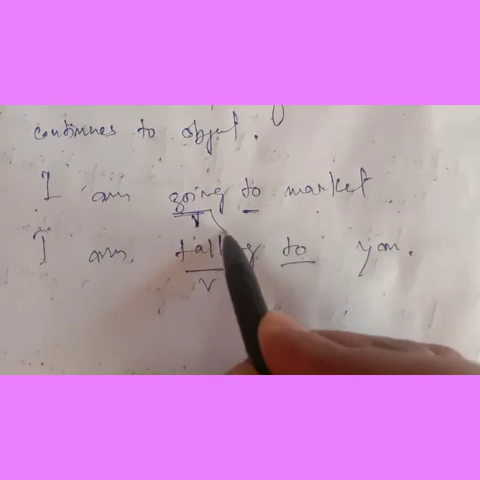 continues to object.
I am going to market
V
I am. talking to you.
V